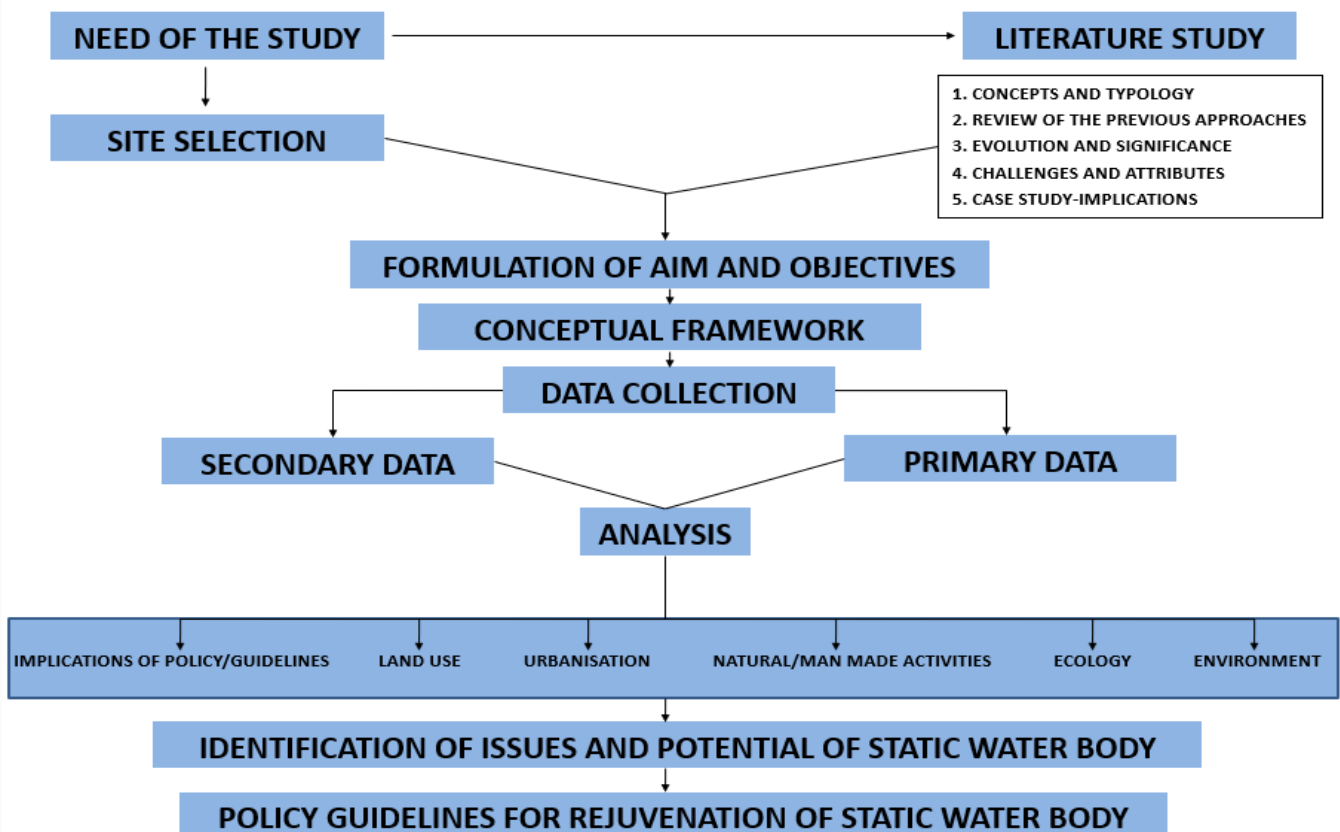 NEED OF THE STUDY
LITERATURE STUDY
SITE SELECTION
1. CONCEPTS AND TYPOLOGY
2. REVIEW OF THE PREVIOUS APPROACHES
3. EVOLUTION AND SIGNIFICANCE
4. CHALLENGES AND ATTRIBUTES
5. CASE STUDY-IMPLICATIONS
FORMULATION OF AIM AND OBJECTIVES
CONCEPTUAL FRAMEWORK
DATA COLLECTION
SECONDARY DATA
PRIMARY DATA
ANALYSIS
IMPLICATIONS OF POLICY/GUIDELINES
LAND USE
URBANISATION
NATURAL/MAN MADE ACTIVITIES
ECOLOGY
ENVIRONMENT
IDENTIFICATION OF ISSUES AND POTENTIAL OF STATIC WATER BODY
POLICY GUIDELINES FOR REJUVENATION OF STATIC WATER BODY